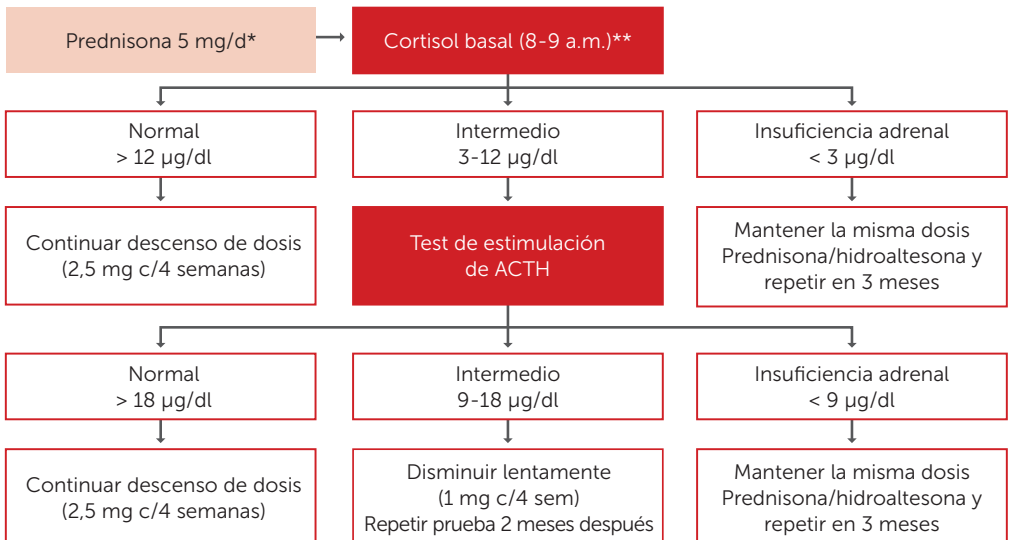 Prednisona 5 mg/d*
Cortisol basal (8-9 a.m.)**
Normal
> 12 µg/dl
Intermedio
3-12 µg/dl
Insuficiencia adrenal
< 3 µg/dl
Continuar descenso de dosis
(2,5 mg c/4 semanas)
Test de estimulación
de ACTH
Mantener la misma dosis
Prednisona/hidroaltesona y
repetir en 3 meses
Normal
> 18 µg/dl
Intermedio
9-18 µg/dl
Insuficiencia adrenal
< 9 µg/dl
Continuar descenso de dosis
(2,5 mg c/4 semanas)
Disminuir lentamente
(1 mg c/4 sem)
Repetir prueba 2 meses después
Mantener la misma dosis
Prednisona/hidroaltesona y
repetir en 3 meses